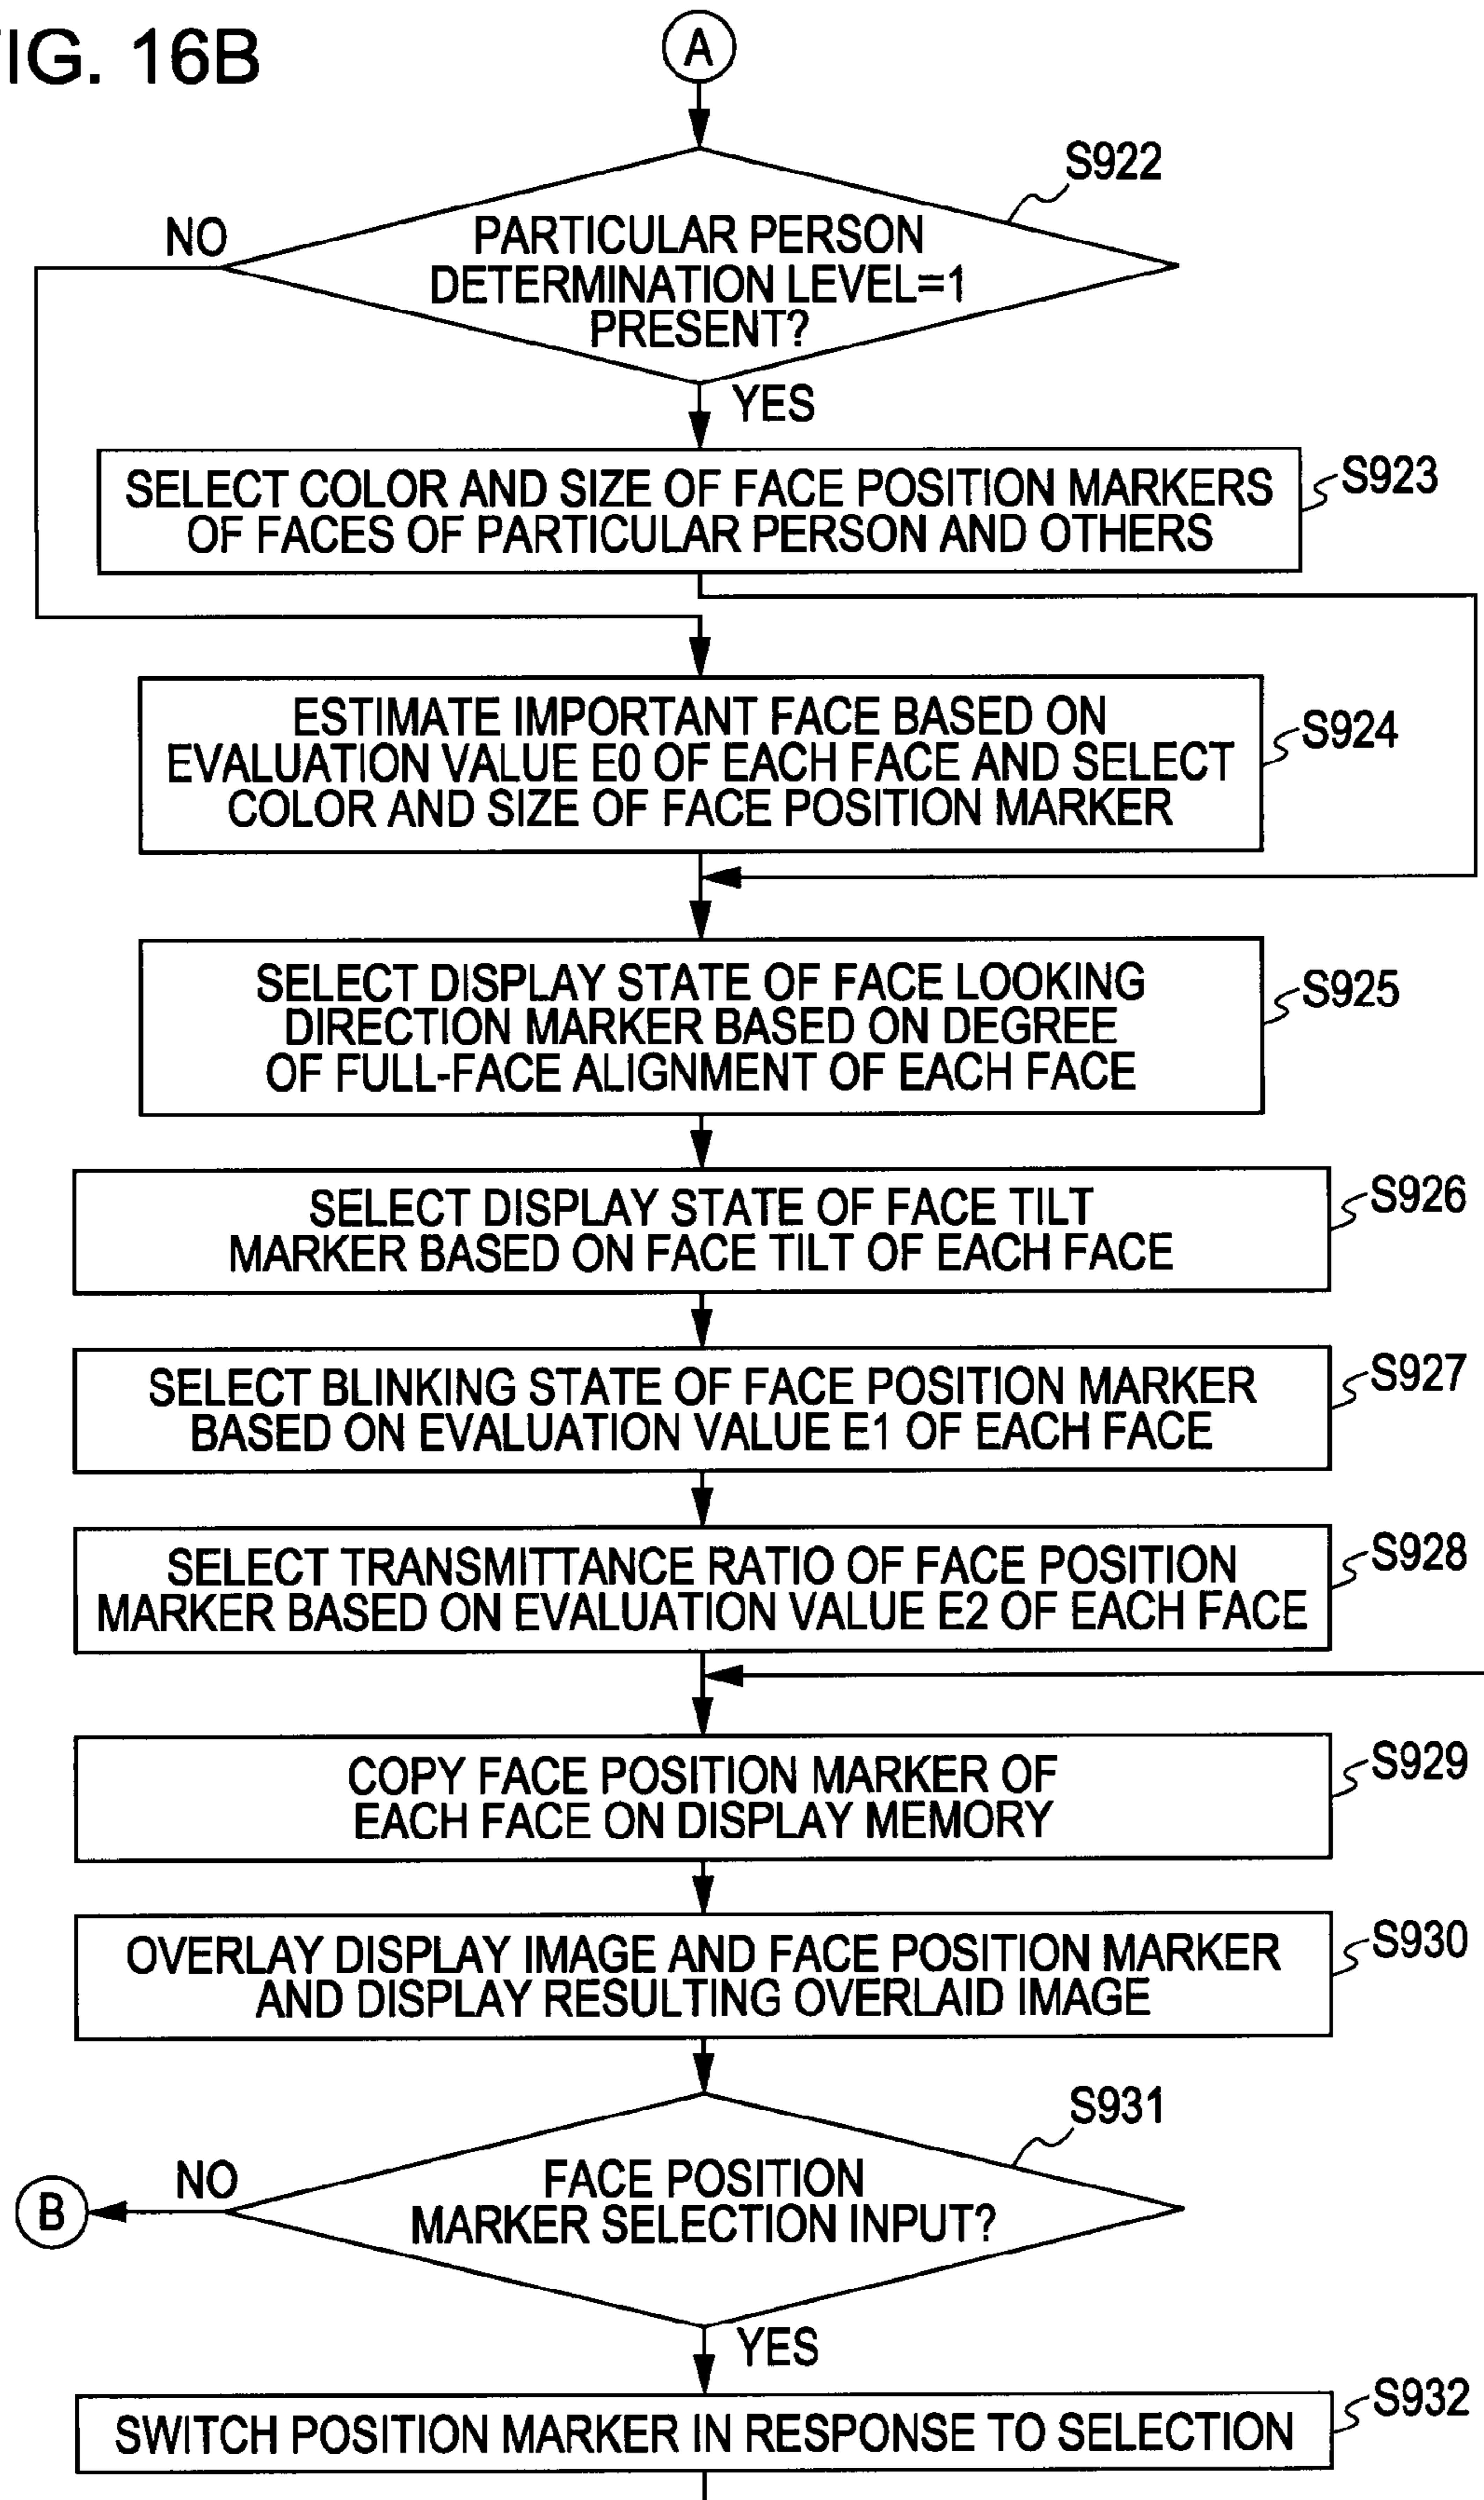 IG. 16B
A
S922
NO
PARTICULAR PERSON
DETERMINATION LEVEL=1
PRESENT?
YES
SELECT COLOR AND SIZE OF FACE POSITION MARKERS
OF FACES OF PARTICULAR PERSON AND OTHERS
S923
ESTIMATE IMPORTANT FACE BASED ON
EVALUATION VALUE E0 OF EACH FACE AND SELECT
COLOR AND SIZE OF FACE POSITION MARKER
S924
SELECT DISPLAY STATE OF FACE LOOKING
DIRECTION MARKER BASED ON DEGREE
OF FULL-FACE ALIGNMENT OF EACH FACE
S925
SELECT DISPLAY STATE OF FACE TILT
MARKER BASED ON FACE TILT OF EACH FACE
S926
SELECT BLINKING STATE OF FACE POSITION MARKER
BASED ON EVALUATION VALUE E1 OF EACH FACE
S927
SELECT TRANSMITTANCE RATIO OF FACE POSITION
MARKER BASED ON EVALUATION VALUE E2 OF EACH FACE
S928
COPY FACE POSITION MARKER OF
EACH FACE ON DISPLAY MEMORY
S929
OVERLAY DISPLAY IMAGE AND FACE POSITION MARKER
AND DISPLAY RESULTING OVERLAID IMAGE
S930
S931
NO
B
FACE POSITION
MARKER SELECTION INPUT?
YES
SWITCH POSITION MARKER IN RESPONSE TO SELECTION
S932